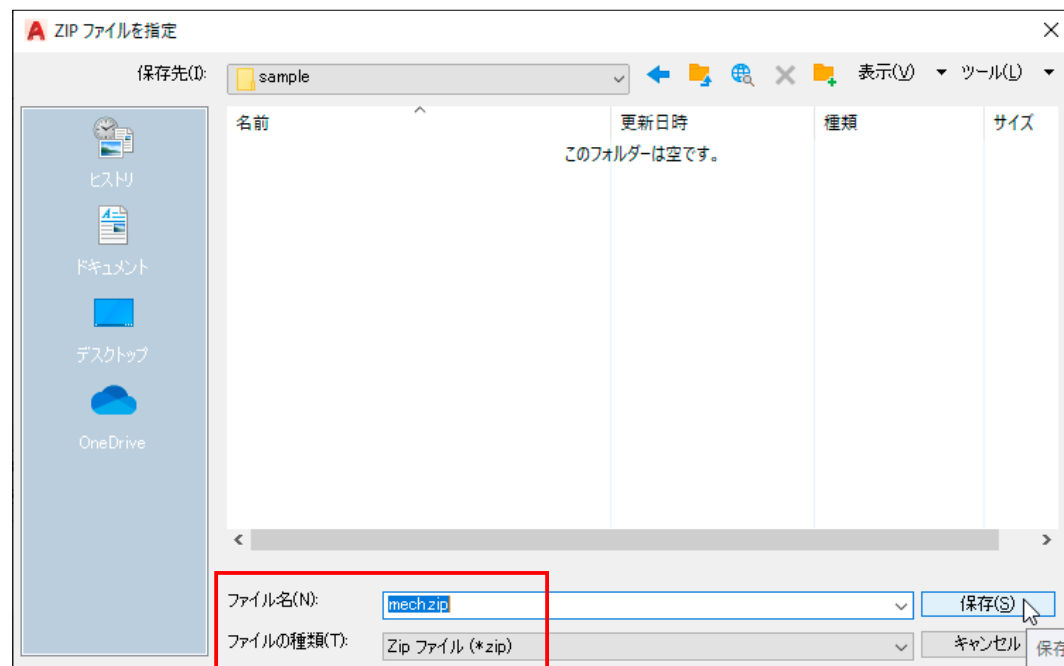 ZIP ファイルを指定
保存先(I): sample 表示(V) ツール(L)
名前 更新日時 種類 サイズ
このフォルダーは空です。
ヒストリ
ドキュメント
デスクトップ
OneDrive
ファイル名(N): mech.zip 保存(S)
ファイルの種類(T): Zip ファイル (*.zip) キャンセル 保存